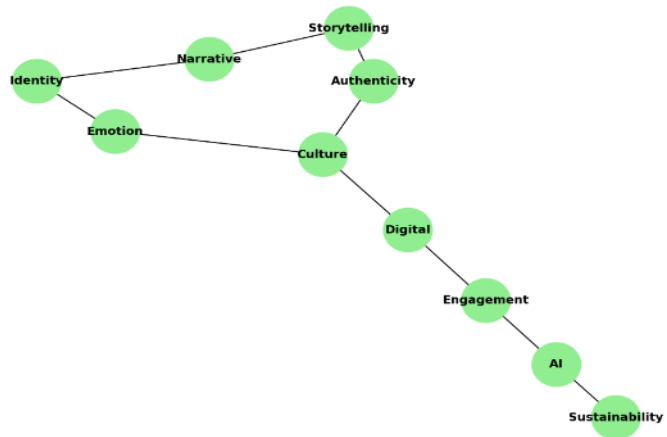 Storytelling
Narrative
Identity
Authenticity
Emotion
Culture
Digital
Engagement
AI
Sustainability